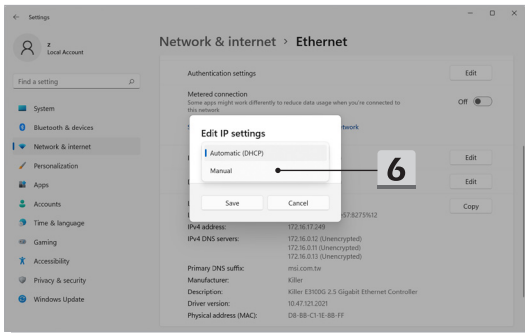 Settings
2
Local Account
Find a setting
System
Bluetooth & devices
Network & internet
Personalization
Apps
Accounts
Time & language
Gaming
Accessibility
Privacy & security
Windows Update
Network & internet > Ethernet
Authentication settings
Edit
Metered connection
Some apps might work differently to reduce data usage when you're connected to
this network
Off
Edit IP settings
Automatic (DHCP)
Manual
6
Save
Cancel
Edit
Edit
Copy
IPv4 address: 172.16.17.249
IPv4 DNS servers: 172.16.0.12 (Unencrypted)
172.16.0.11 (Unencrypted)
172.16.0.13 (Unencrypted)
Primary DNS suffix: msi.com.tw
Manufacturer: Killer
Description: Killer E3100G 2.5 Gigabit Ethernet Controller
Driver version: 10.47.121.2021
Physical address (MAC): D8-BB-C1-1E-8B-FF